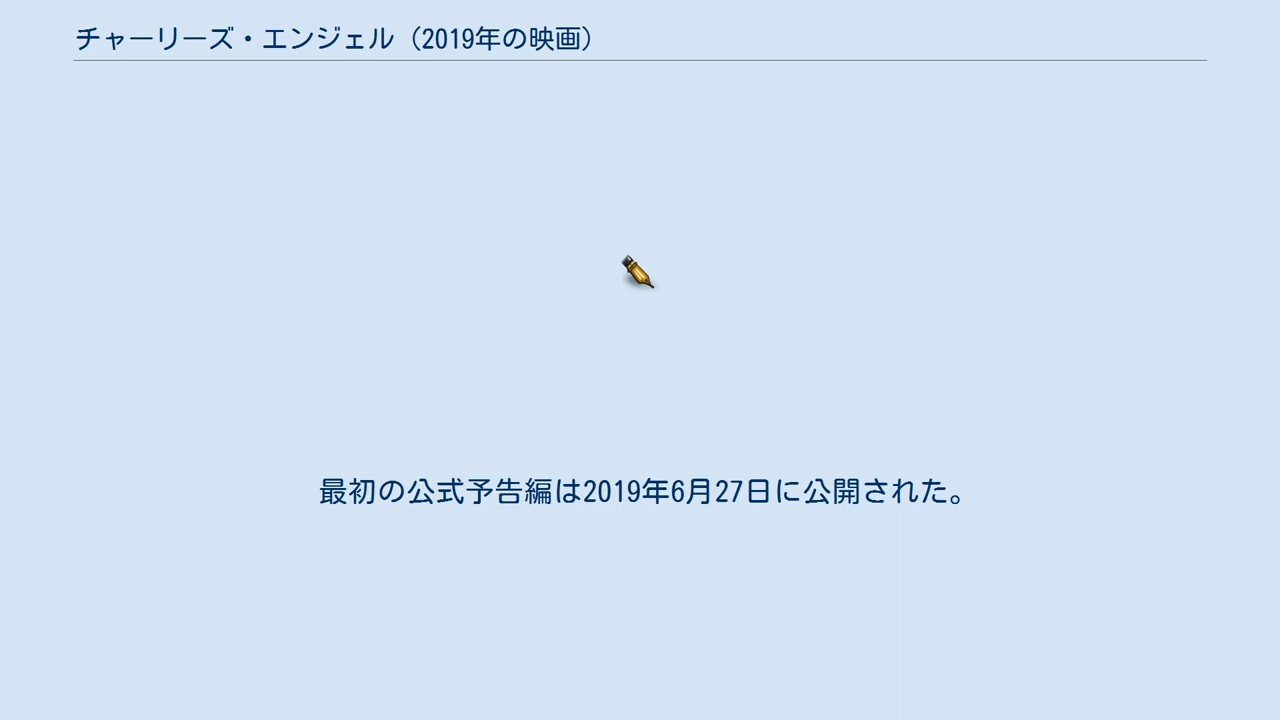 チャーリーズ・エンジェル（2019年の映画）
最初の公式予告編は2019年6月27日に公開された。